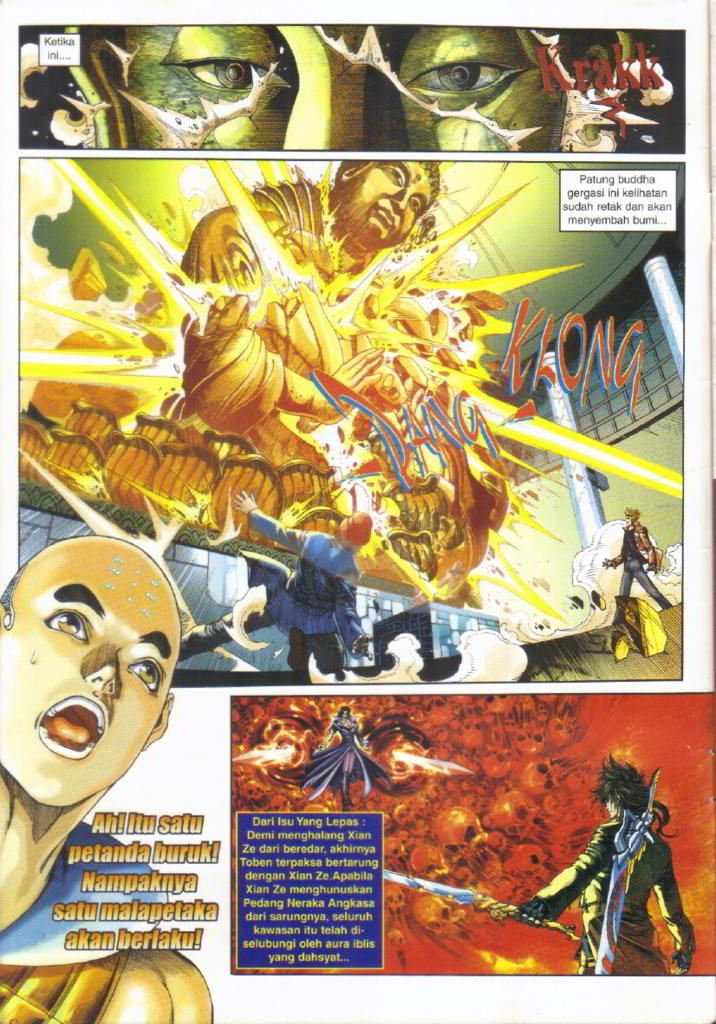 Ketika
ini....
Krakk
Patung buddha
gergasi ini kelihatan
sudah retak dan akan
menyembah bumi...
KLONG
DANG
Ah! Itu satu
petanda buruk!
Nampaknya
satu malapetaka
akan berlaku!
Dari Isu Yang Lepas :
Demi menghalang Xian
Ze dari beredar, akhirnya
Toben terpaksa bertarung
dengan Xian Ze.Apabila
Xian Ze menghunuskan
Pedang Neraka Angkasa
dari sarungnya, seluruh
kawasan itu telah di-
selubungi oleh aura iblis
yang dahsyat...